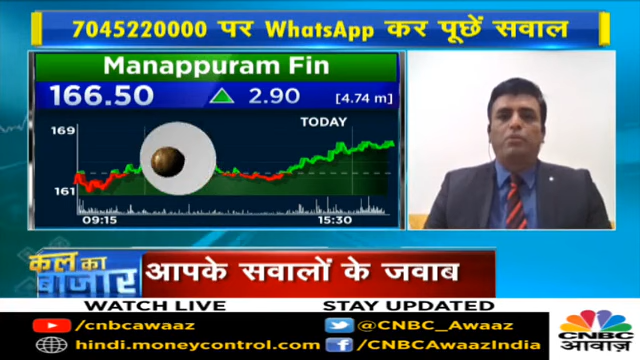 7045220000 पर WhatsApp कर पूछें सवाल
Manappuram Fin
166.50 2.90 [4.74 m]
TODAY
169
161
09:15 15:30
कल का बाज़ार
आपके सवालों के जवाब
WATCH LIVE STAY UPDATED
/cnbcawaaz /@CNBC_Awaaz
hindi.moneycontrol.com /CNBCAwaazIndia
CNBC
आवाज़